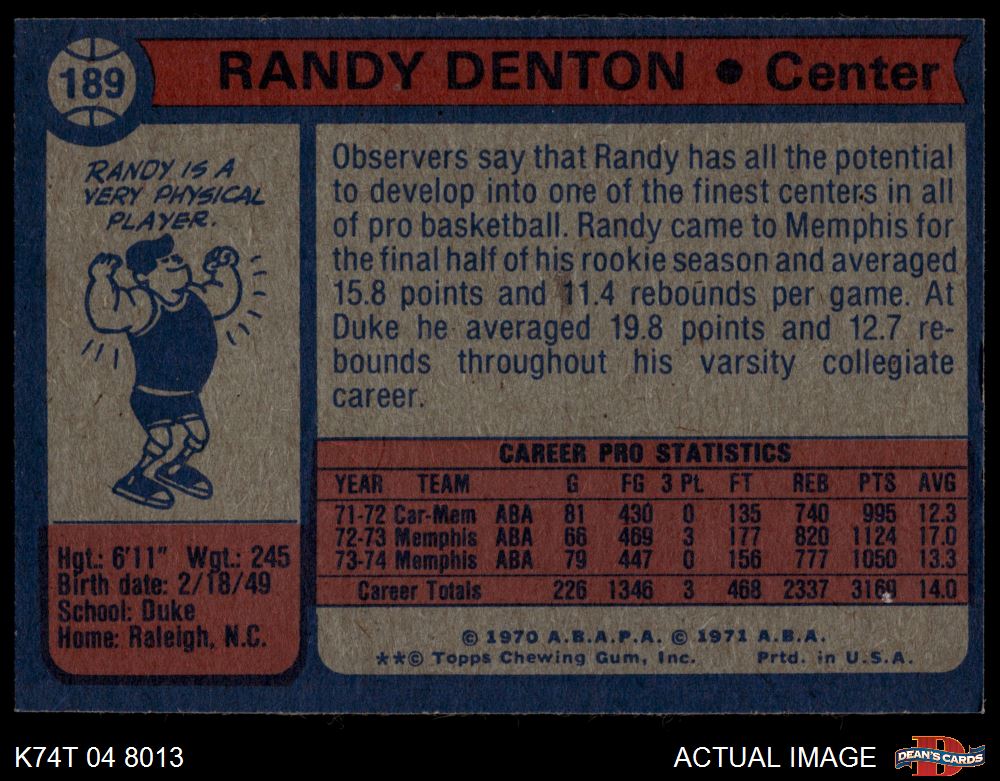 189
RANDY DENTON • Center
RANDY IS A
VERY PHYSICAL
PLAYER.
Hgt.: 6'11" Wgt.: 245
Birth date: 2/18/49
School: Duke
Home: Raleigh, N.C.
Observers say that Randy has all the potential
to develop into one of the finest centers in all
of pro basketball. Randy came to Memphis for
the final half of his rookie season and averaged
15.8 points and 11.4 rebounds per game. At
Duke he averaged 19.8 points and 12.7 re-
bounds throughout his varsity collegiate
career.
CAREER PRO STATISTICS
YEAR TEAM G FG 3 Pt. FT REB PTS AVG
71-72 Car-Mem ABA 81 430 0 135 740 995 12.3
72-73 Memphis ABA 66 469 3 177 820 1124 17.0
73-74 Memphis ABA 79 447 0 156 777 1050 13.3
Career Totals 226 1346 3 468 2337 3169 14.0
© 1970 A.B.A.P.A. © 1971 A.B.A.
**© Topps Chewing Gum, Inc. Prtd. in U.S.A.
K74T 04 8013
ACTUAL IMAGE
DEAN'S CARDS